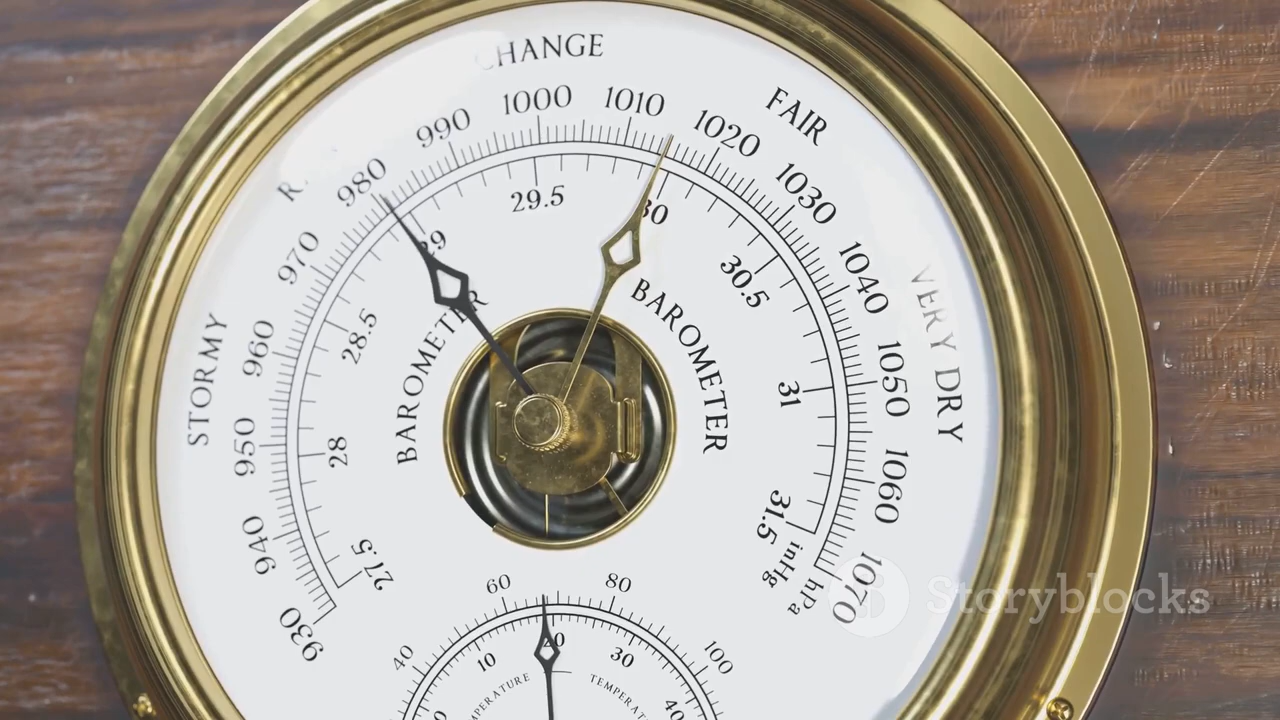 CHANGE
FAIR
VERY DRY
STORMY
R
930
940
950
960
970
980
990
1000
1010
1020
1030
1040
1050
1060
1070
hPa
27.5
28
28.5
29
29.5
30
30.5
31
31.5
inHg
BAROMETER
BAROMETER
40
60
80
100
10
20
30
40
TEMPERATURE
Storyblocks